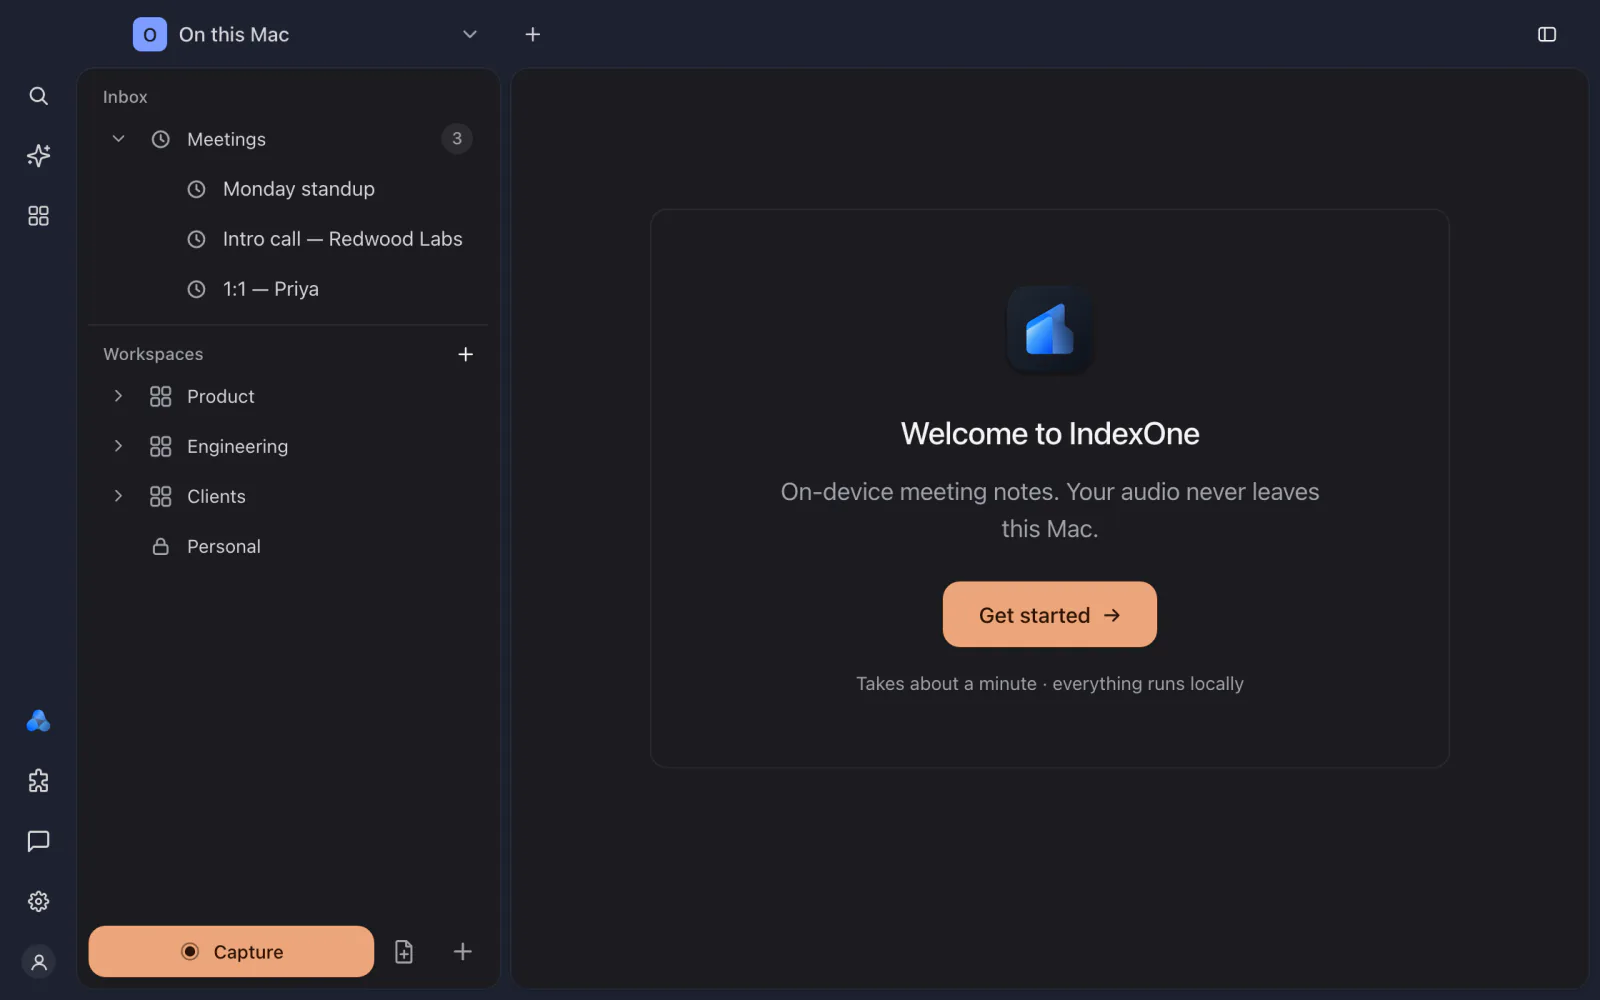 O On this Mac
Inbox
Meetings 3
Monday standup
Intro call — Redwood Labs
1:1 — Priya
Workspaces
Product
Engineering
Clients
Personal
Capture
Welcome to IndexOne
On-device meeting notes. Your audio never leaves
this Mac.
Get started →
Takes about a minute · everything runs locally